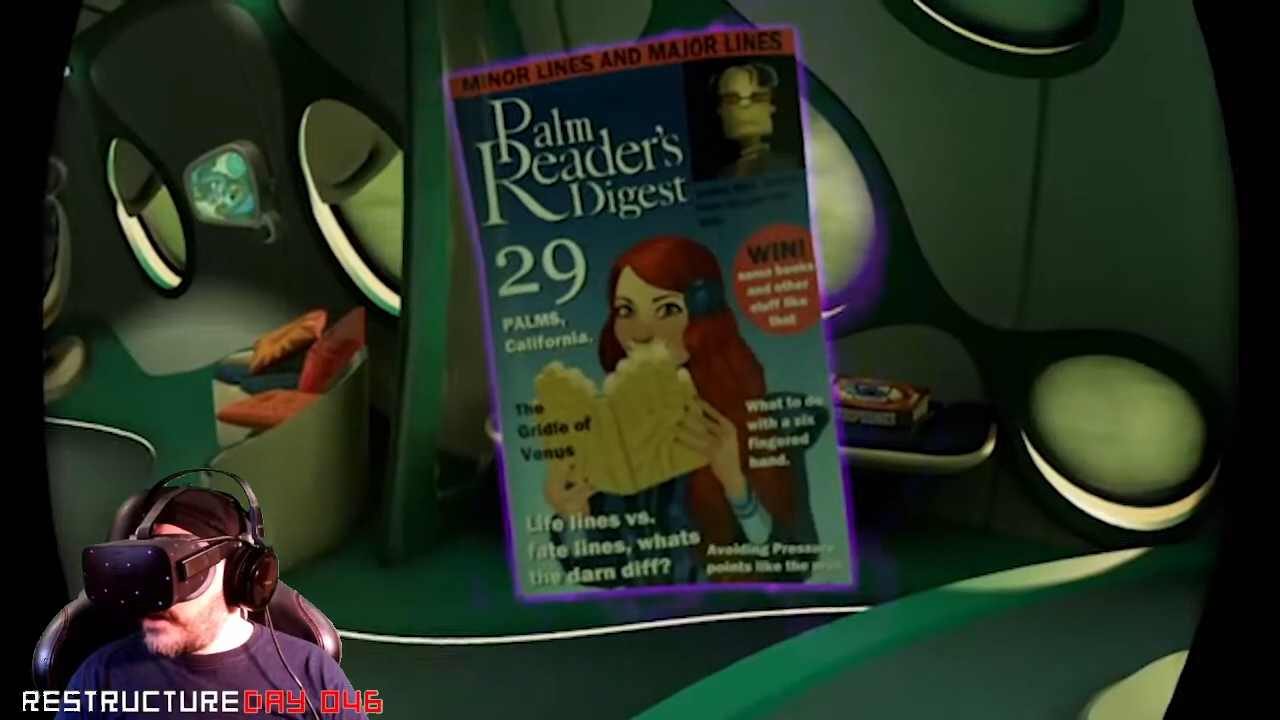 MINOR LINES AND MAJOR LINES
Palm
Reader's
Digest
29
PALMS,
California.
WIN!
some books
and other
stuff like
that
The
Girdle of
Venus
What to do
with a six
fingered
hand.
Life lines vs.
fate lines, whats
the darn diff?
Avoiding Pressure
points like the
RESTRUCTURE DAY 046